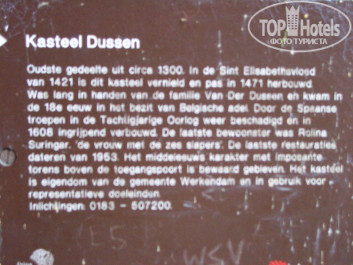 TOP Hotels
ФОТО ТУРИСТА
Kasteel Dussen
Oudste gedeelte uit circa 1300. In de Sint Elisabethsvloed
van 1421 is dit kasteel vernield en pas in 1471 herbouwd.
Was lang in handen van de familie Van Der Dussen en kwam in
de 18e eeuw in het bezit van Belgische adel. Door de Spaanse
troepen in de Tachtigjarige Oorlog weer beschadigd en in
1608 ingrijpend verbouwd. De laatste bewoonster was Rolina
Suringar, 'de vrouw met de zes slapers'. De laatste restauraties
dateren van 1953. Het middeleeuws karakter met imposante
torens boven de toegangspoort is bewaard gebleven. Het kasteel
is eigendom van de gemeente Werkendam en in gebruik voor
representatieve doeleinden.
Inlichtingen: 0183 - 507200.
WSV